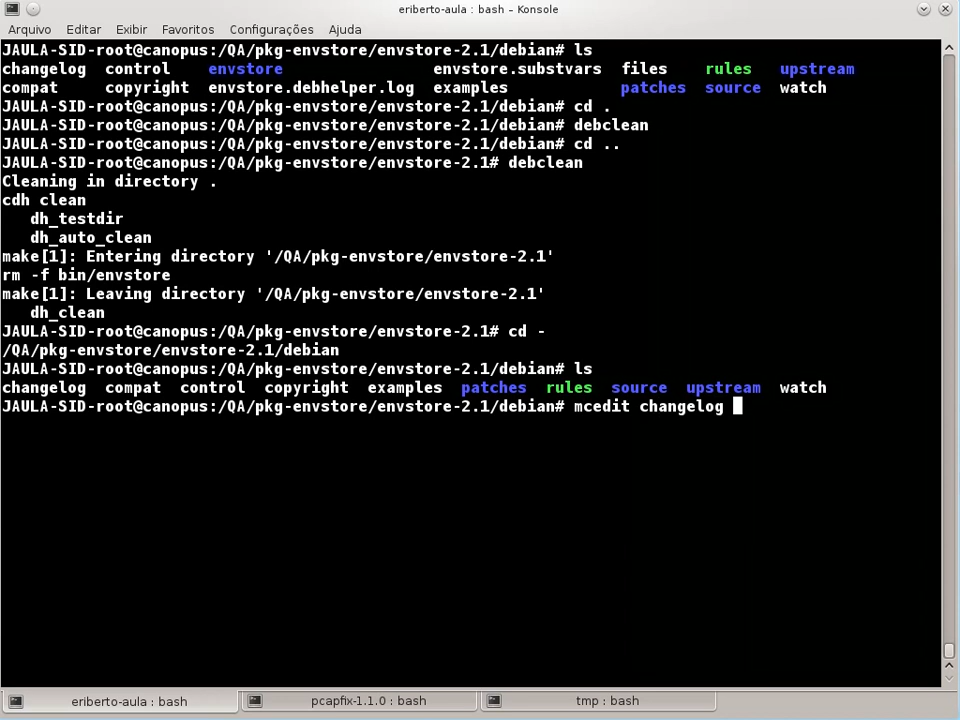 eriberto-aula : bash – Konsole
Arquivo Editar Exibir Favoritos Configurações Ajuda
JAULA-SID-root@canopus:/QA/pkg-envstore/envstore-2.1/debian# ls
changelog control envstore envstore.substvars files rules upstream
compat copyright envstore.debhelper.log examples patches source watch
JAULA-SID-root@canopus:/QA/pkg-envstore/envstore-2.1/debian# cd .
JAULA-SID-root@canopus:/QA/pkg-envstore/envstore-2.1/debian# debclean
JAULA-SID-root@canopus:/QA/pkg-envstore/envstore-2.1/debian# cd ..
JAULA-SID-root@canopus:/QA/pkg-envstore/envstore-2.1# debclean
Cleaning in directory .
cdh clean
dh_testdir
dh_auto_clean
make[1]: Entering directory '/QA/pkg-envstore/envstore-2.1'
rm -f bin/envstore
make[1]: Leaving directory '/QA/pkg-envstore/envstore-2.1'
dh_clean
JAULA-SID-root@canopus:/QA/pkg-envstore/envstore-2.1# cd -
/QA/pkg-envstore/envstore-2.1/debian
JAULA-SID-root@canopus:/QA/pkg-envstore/envstore-2.1/debian# ls
changelog compat control copyright examples patches rules source upstream watch
JAULA-SID-root@canopus:/QA/pkg-envstore/envstore-2.1/debian# mcedit changelog
eriberto-aula : bash pcapfix-1.1.0 : bash tmp : bash